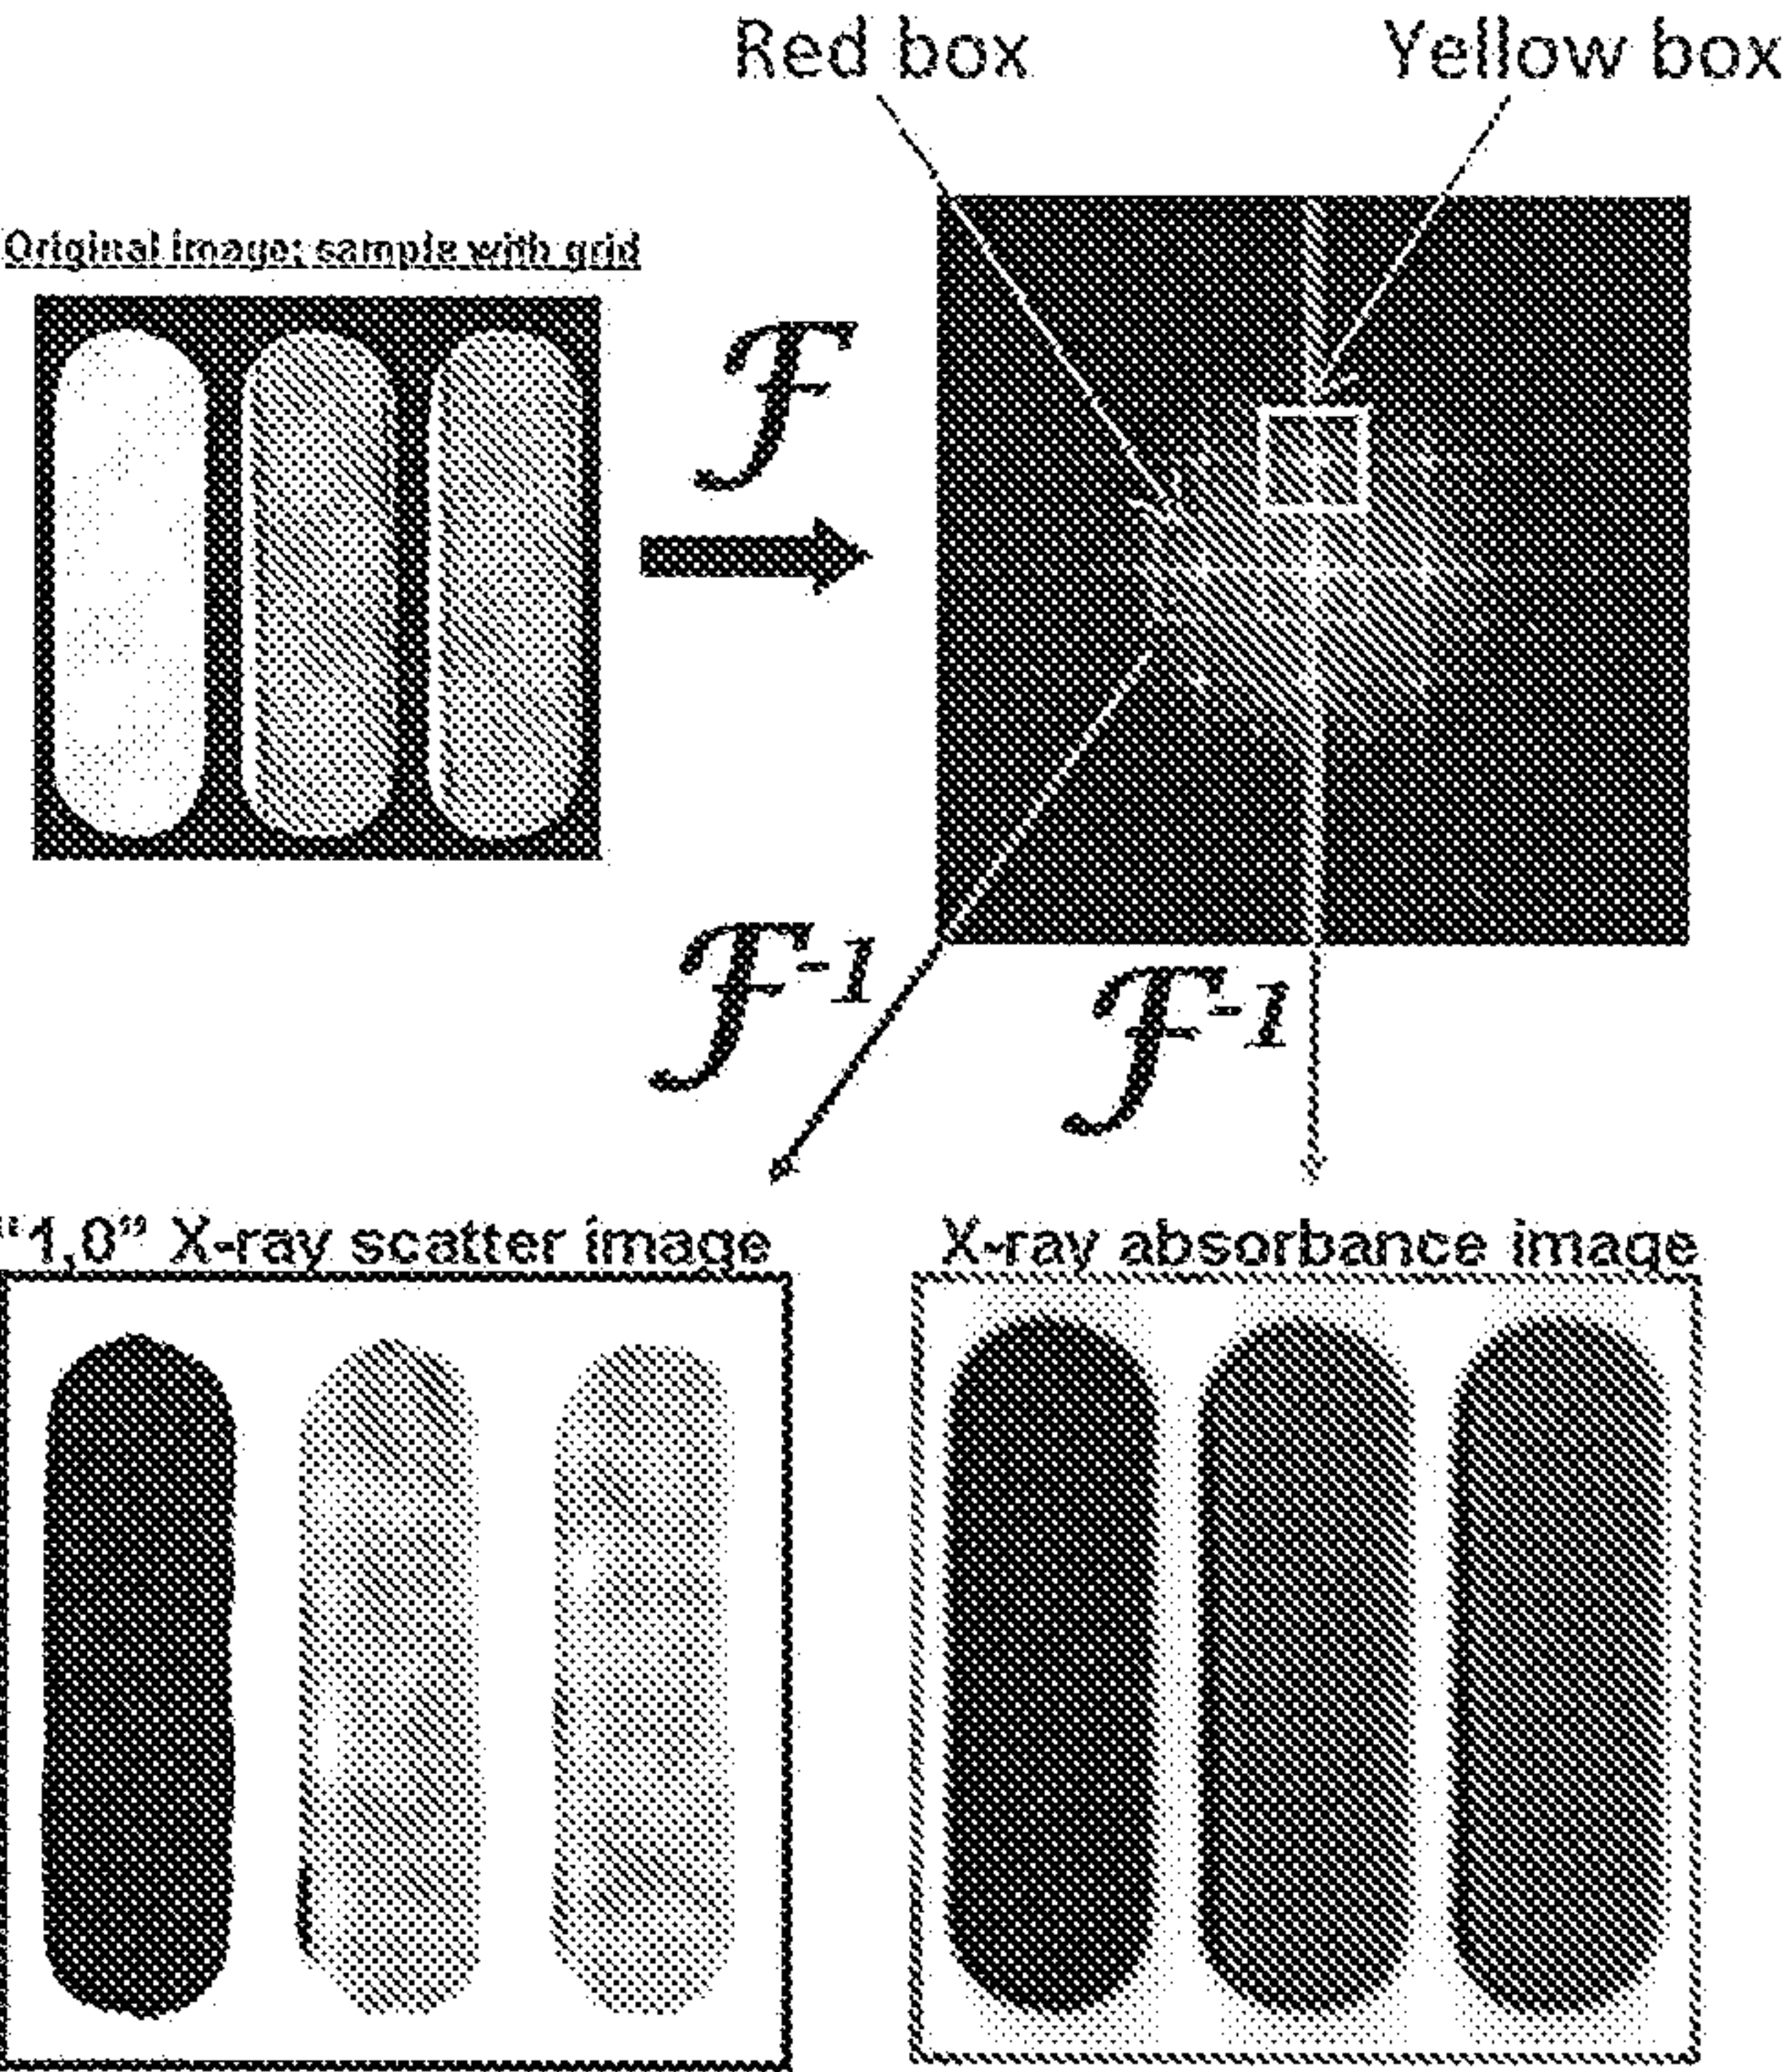 Red box
Yellow box
Original image: sample with grid
ℱ
ℱ-1
ℱ-1
"1,0" X-ray scatter image
X-ray absorbance image